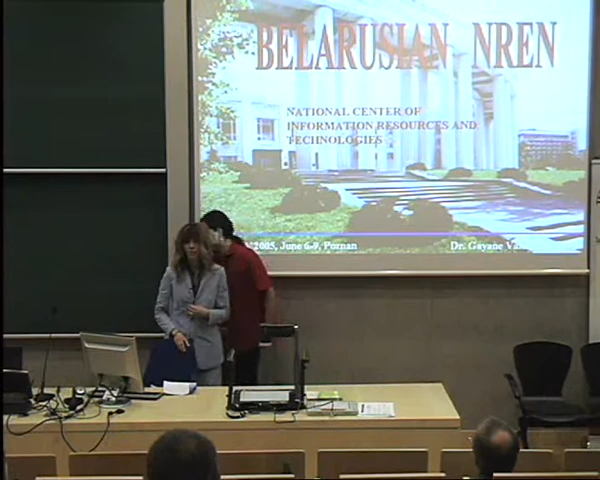 BELARUSIAN NREN
NATIONAL CENTER OF
INFORMATION RESOURCES AND
TECHNOLOGIES
2005, June 6-9, Poznan
Dr. Gayane